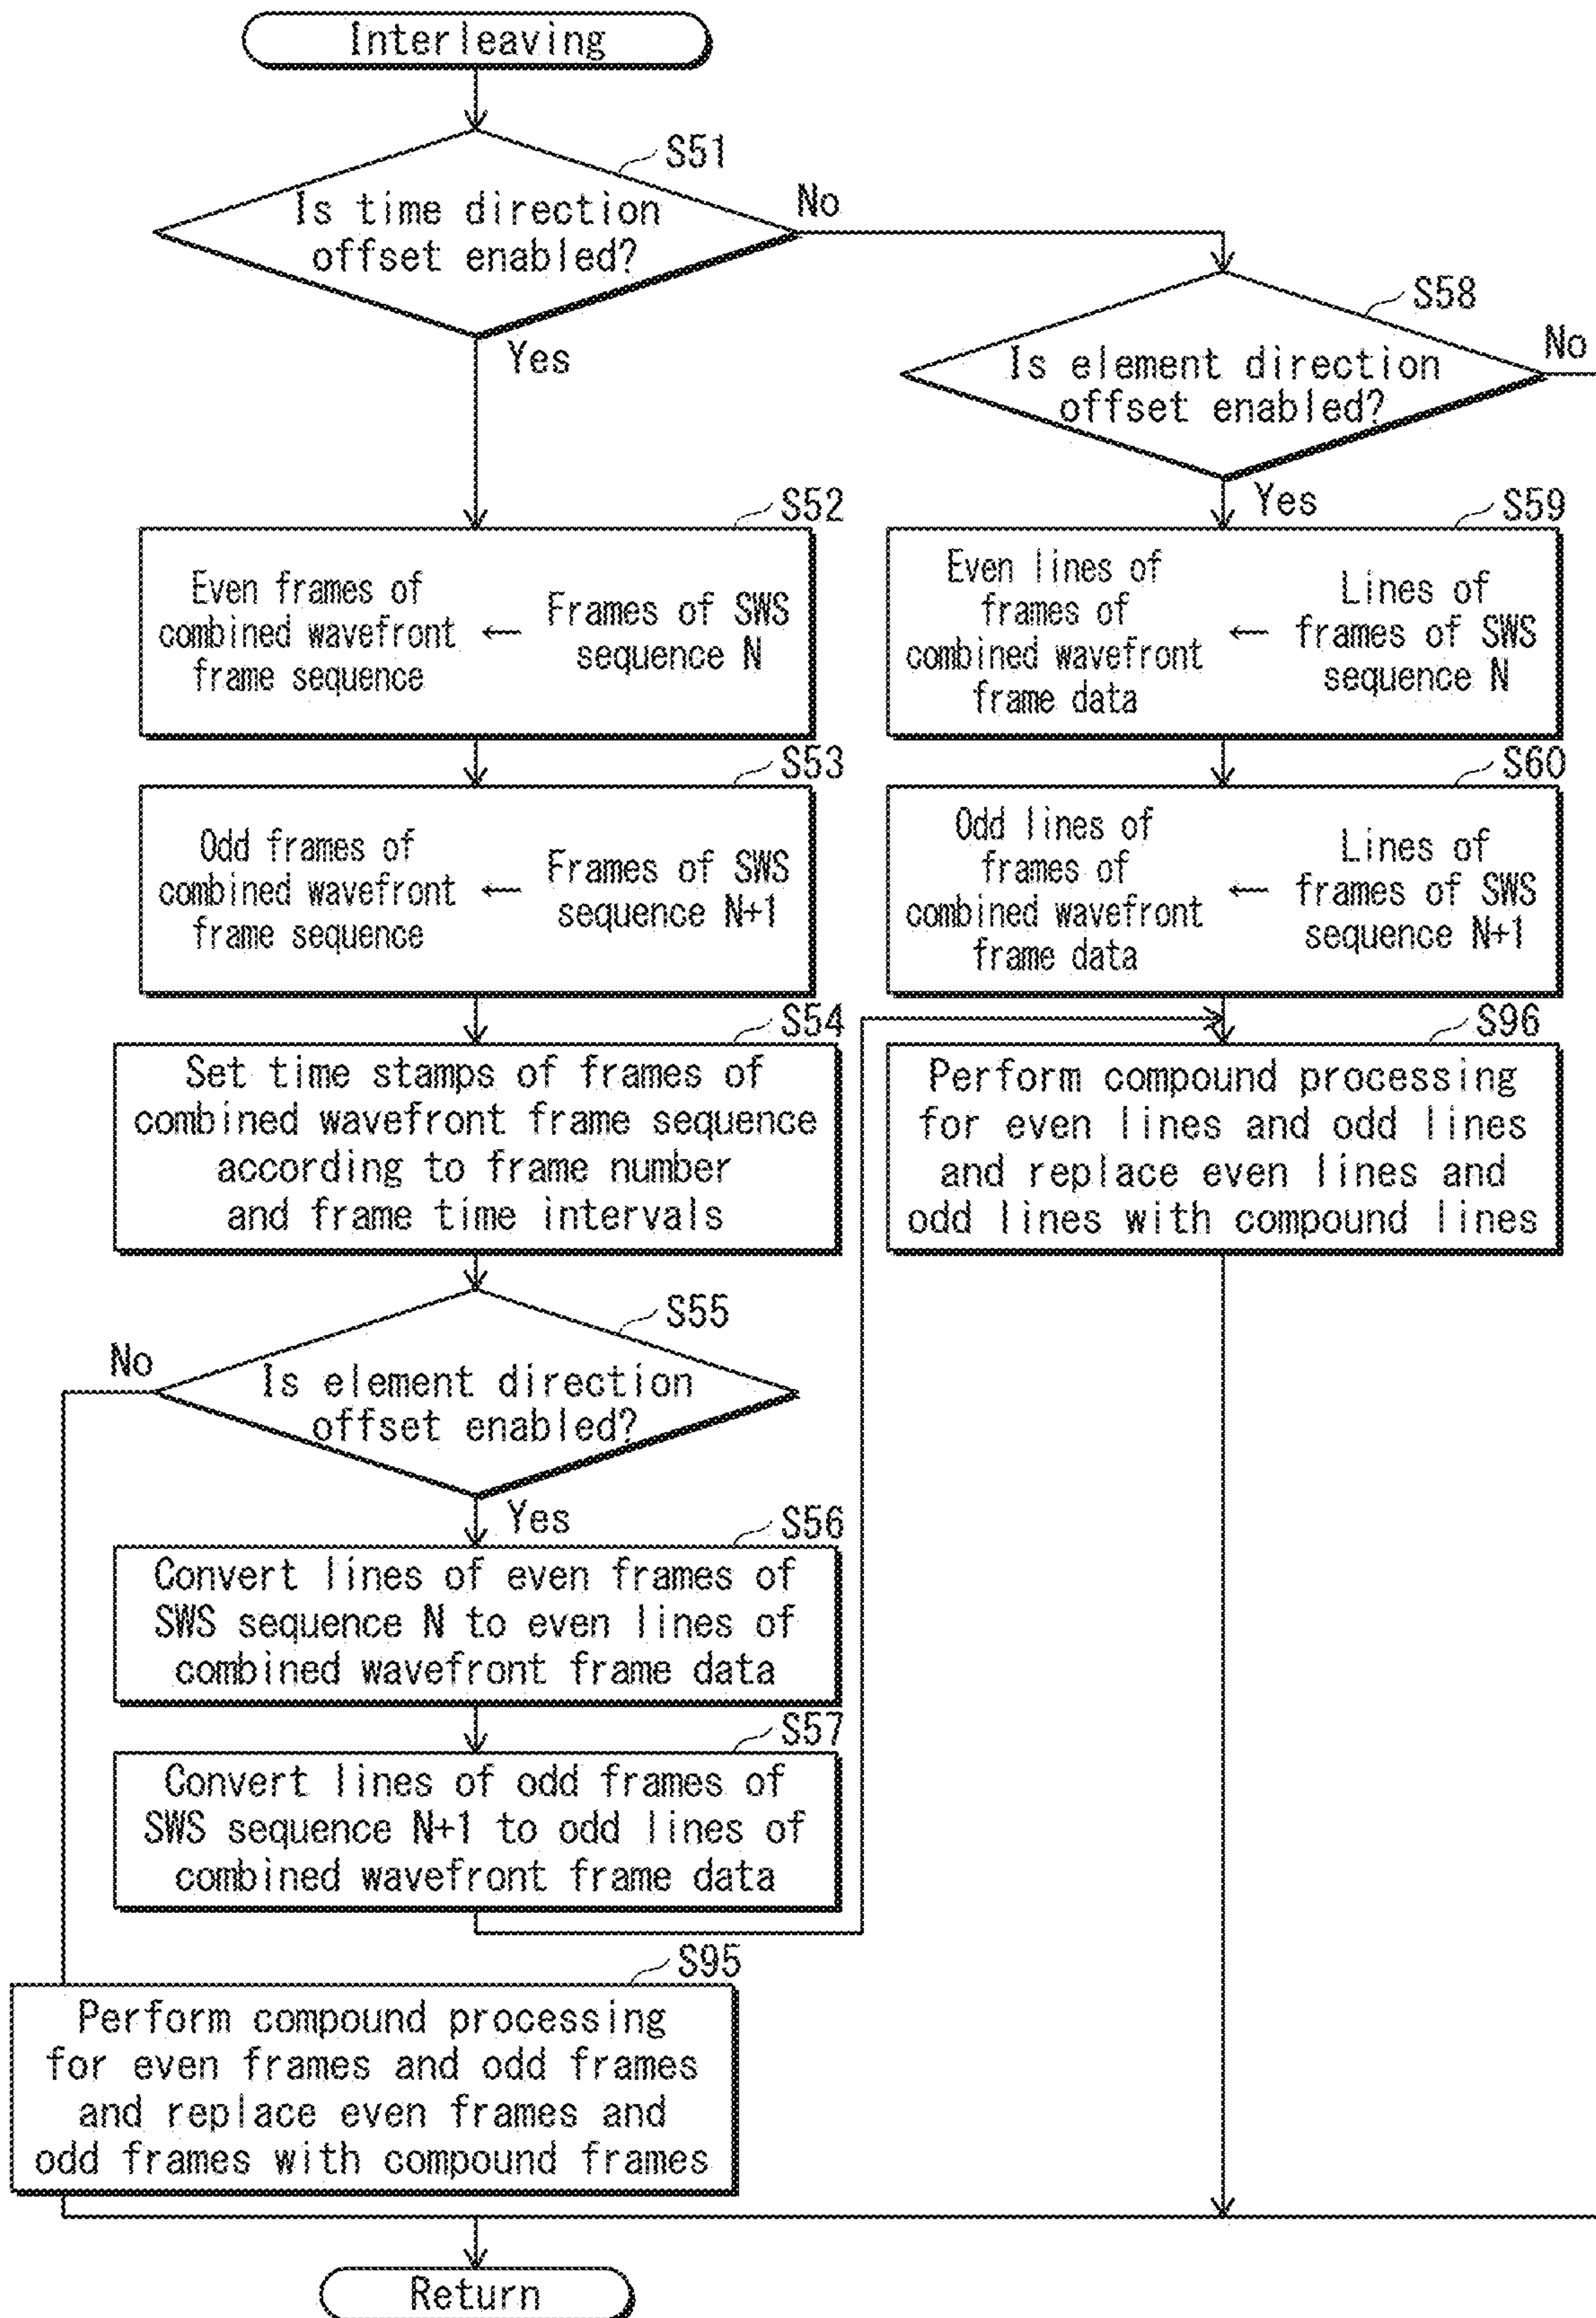 Interleaving
S51
Is time direction
offset enabled?
No
Yes
S58
Is element direction
offset enabled?
No
Yes
S52
Even frames of
combined wavefront
frame sequence
←
Frames of SWS
sequence N
S59
Even lines of
frames of
combined wavefront
frame data
←
Lines of
frames of SWS
sequence N
S53
Odd frames of
combined wavefront
frame sequence
←
Frames of SWS
sequence N+1
S60
Odd lines of
frames of
combined wavefront
frame data
←
Lines of
frames of SWS
sequence N+1
S54
Set time stamps of frames of
combined wavefront frame sequence
according to frame number
and frame time intervals
S96
Perform compound processing
for even lines and odd lines
and replace even lines and
odd lines with compound lines
S55
Is element direction
offset enabled?
No
Yes
S56
Convert lines of even frames of
SWS sequence N to even lines of
combined wavefront frame data
S57
Convert lines of odd frames of
SWS sequence N+1 to odd lines of
combined wavefront frame data
S95
Perform compound processing
for even frames and odd frames
and replace even frames and
odd frames with compound frames
Return